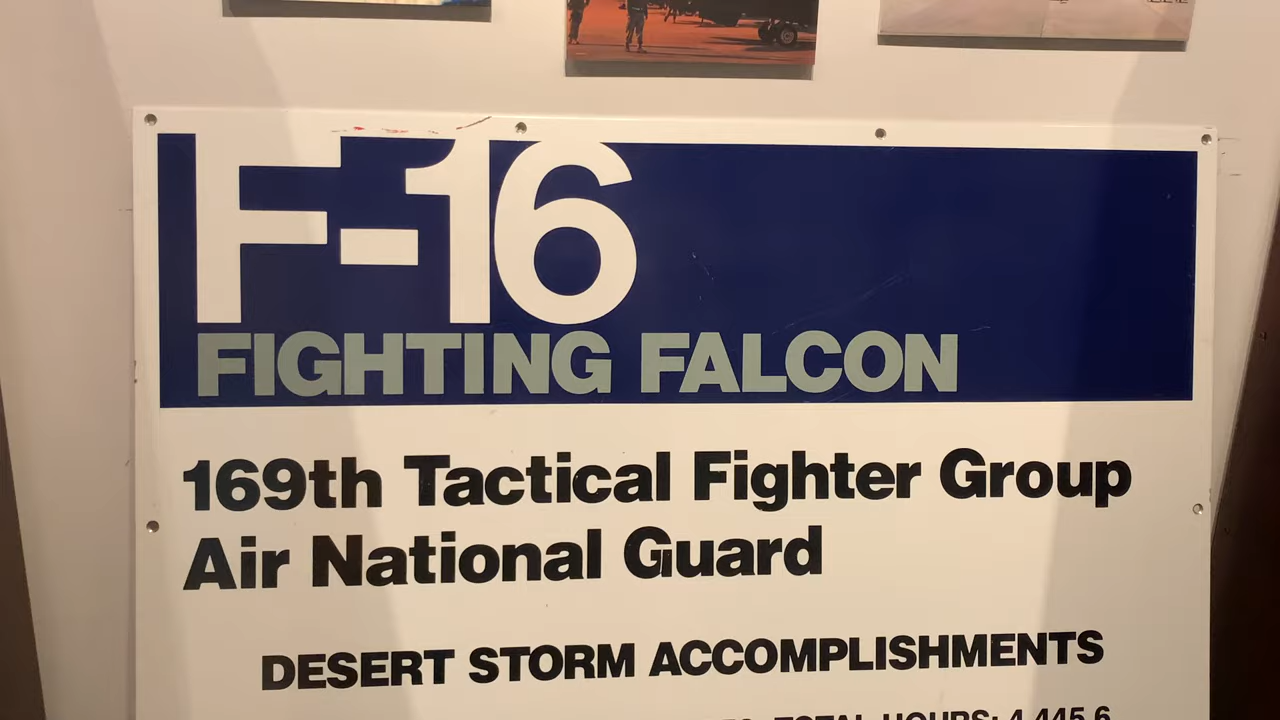 F-16
FIGHTING FALCON
169th Tactical Fighter Group
Air National Guard
DESERT STORM ACCOMPLISHMENTS
TOTAL HOURS: 4,445.6